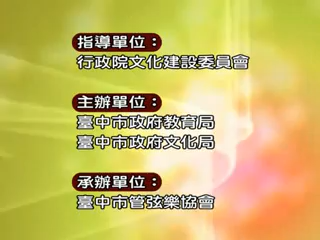 指導單位：
行政院文化建設委員會
主辦單位：
臺中市政府教育局
臺中市政府文化局
承辦單位：
臺中市管弦樂協會